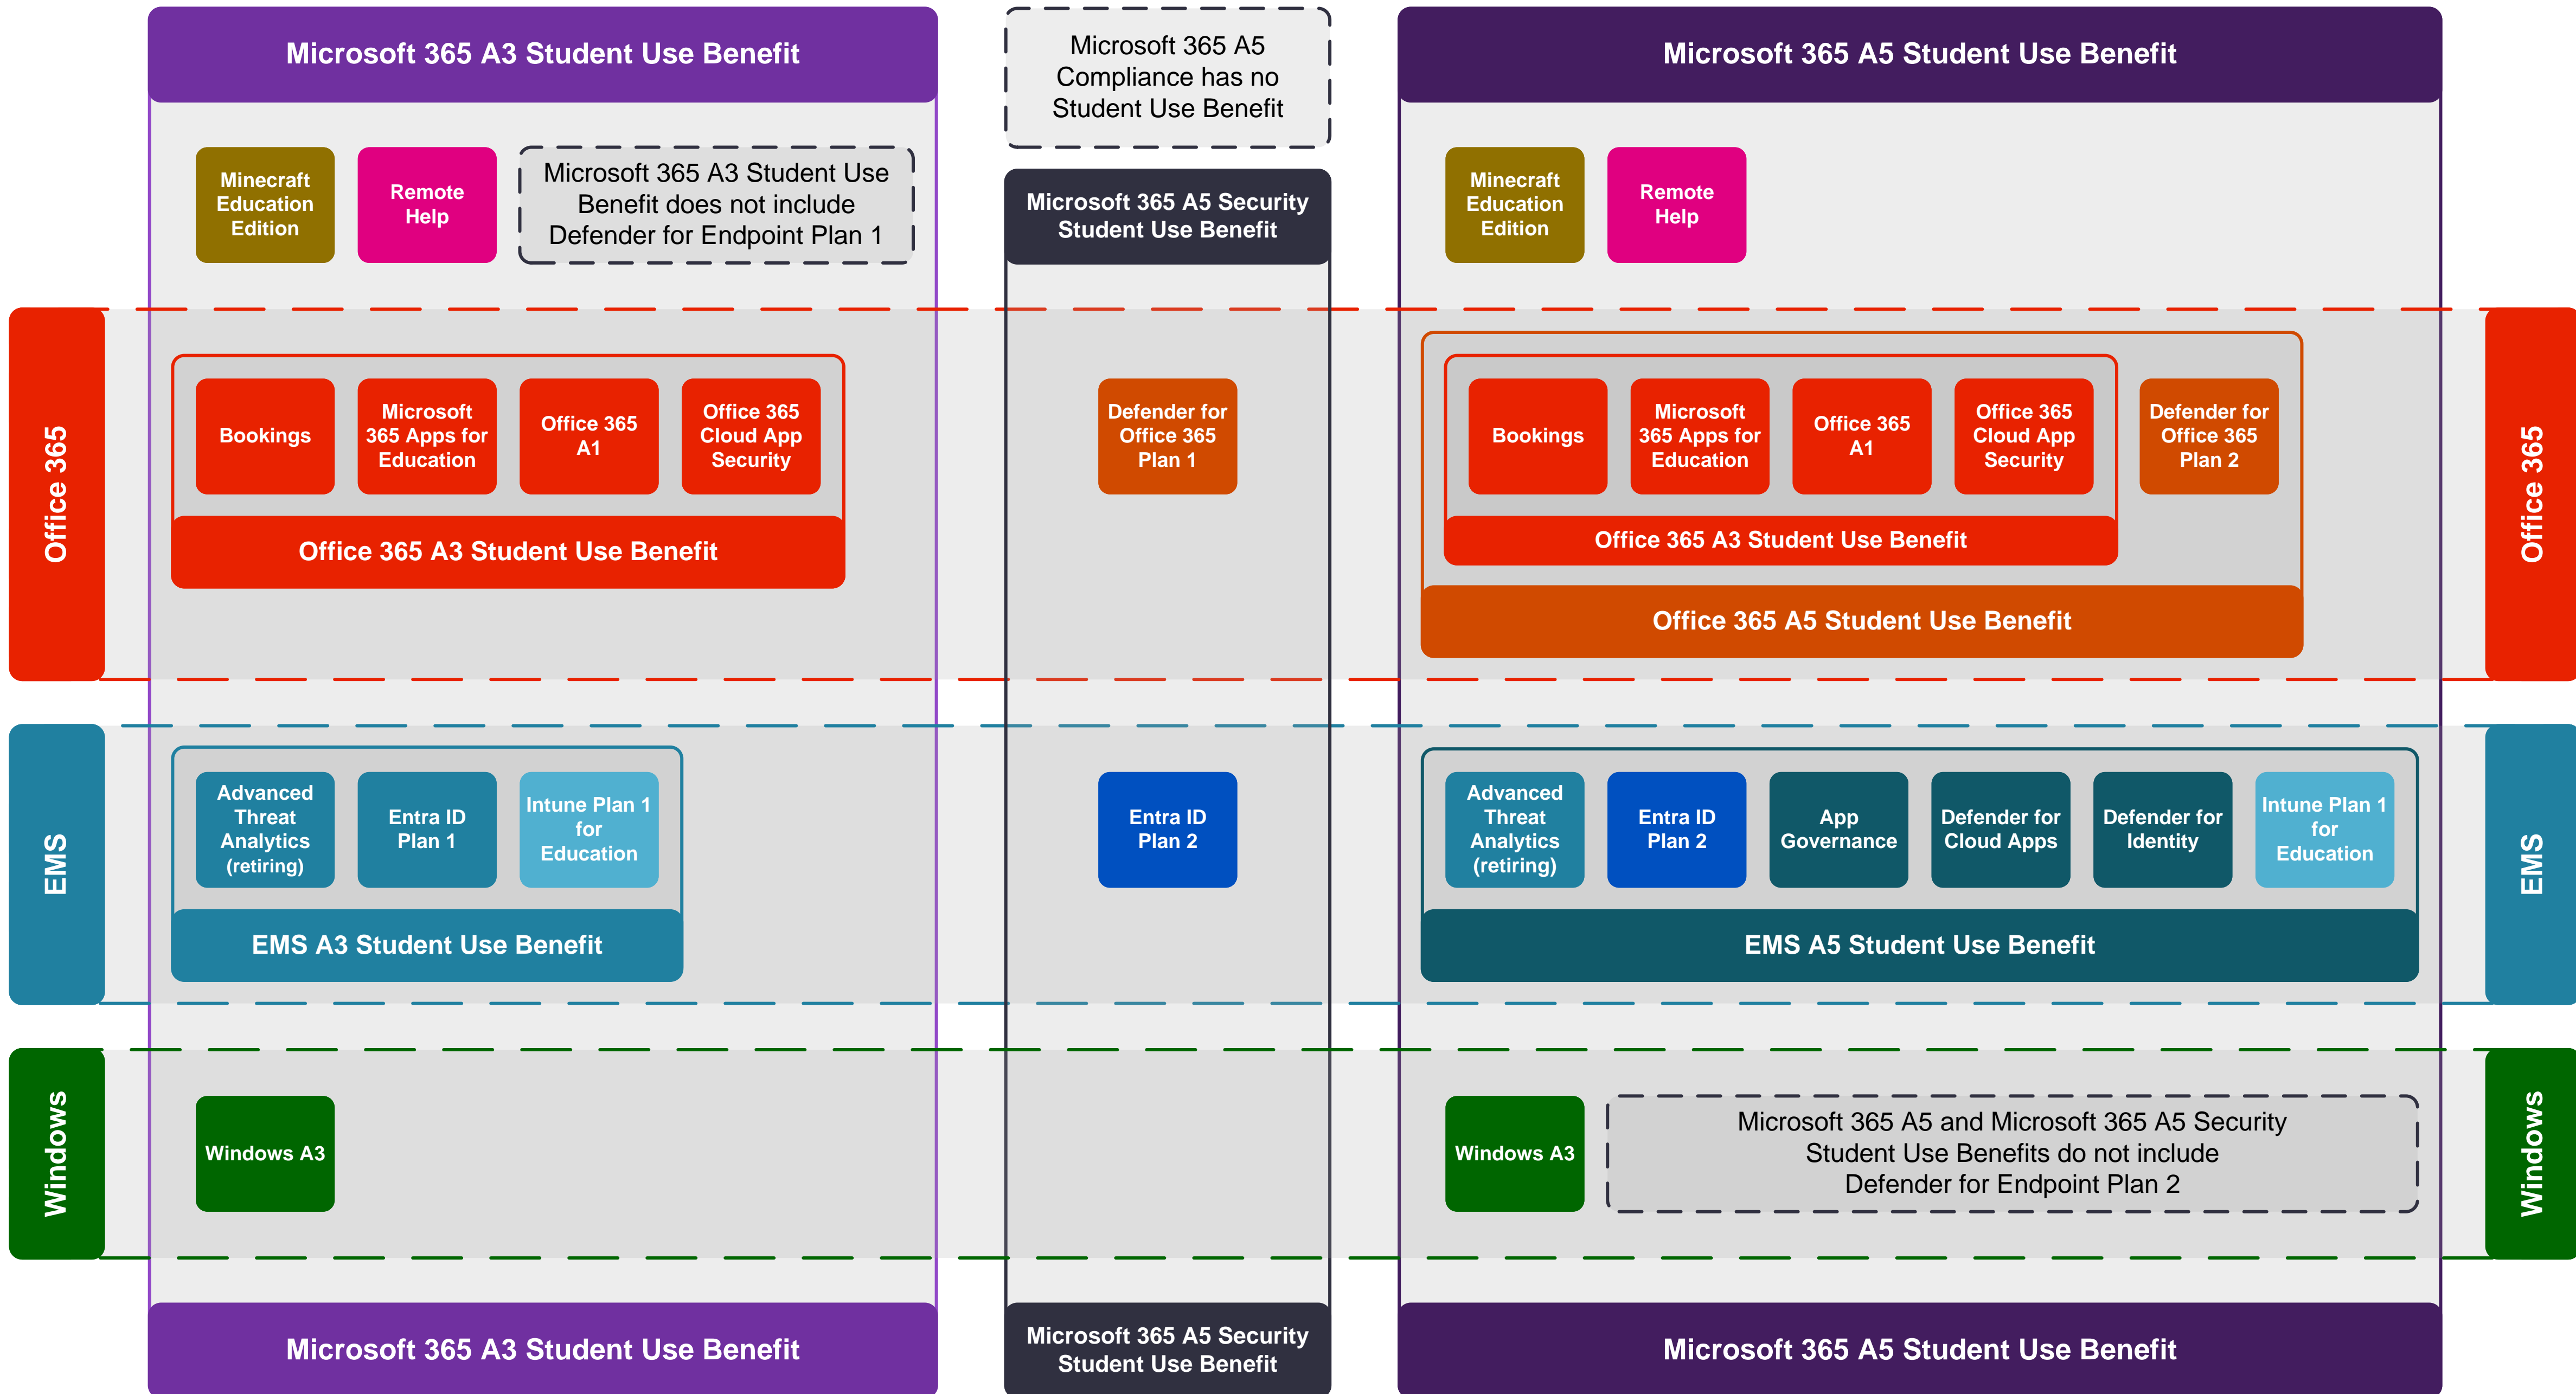 Microsoft 365 A3 Student Use Benefit
Microsoft 365 A5
Compliance has no
Student Use Benefit
Microsoft 365 A5 Student Use Benefit
Minecraft
Education
Edition
Remote
Help
Microsoft 365 A3 Student Use
Benefit does not include
Defender for Endpoint Plan 1
Microsoft 365 A5 Security
Student Use Benefit
Minecraft
Education
Edition
Remote
Help
Office 365
Bookings
Microsoft
365 Apps for
Education
Office 365
A1
Office 365
Cloud App
Security
Office 365 A3 Student Use Benefit
Defender for
Office 365
Plan 1
Bookings
Microsoft
365 Apps for
Education
Office 365
A1
Office 365
Cloud App
Security
Defender for
Office 365
Plan 2
Office 365 A3 Student Use Benefit
Office 365 A5 Student Use Benefit
Office 365
EMS
Advanced
Threat
Analytics
(retiring)
Entra ID
Plan 1
Intune Plan 1
for
Education
EMS A3 Student Use Benefit
Entra ID
Plan 2
Advanced
Threat
Analytics
(retiring)
Entra ID
Plan 2
App
Governance
Defender for
Cloud Apps
Defender for
Identity
Intune Plan 1
for
Education
EMS A5 Student Use Benefit
EMS
Windows
Windows A3
Windows A3
Microsoft 365 A5 and Microsoft 365 A5 Security
Student Use Benefits do not include
Defender for Endpoint Plan 2
Windows
Microsoft 365 A3 Student Use Benefit
Microsoft 365 A5 Security
Student Use Benefit
Microsoft 365 A5 Student Use Benefit